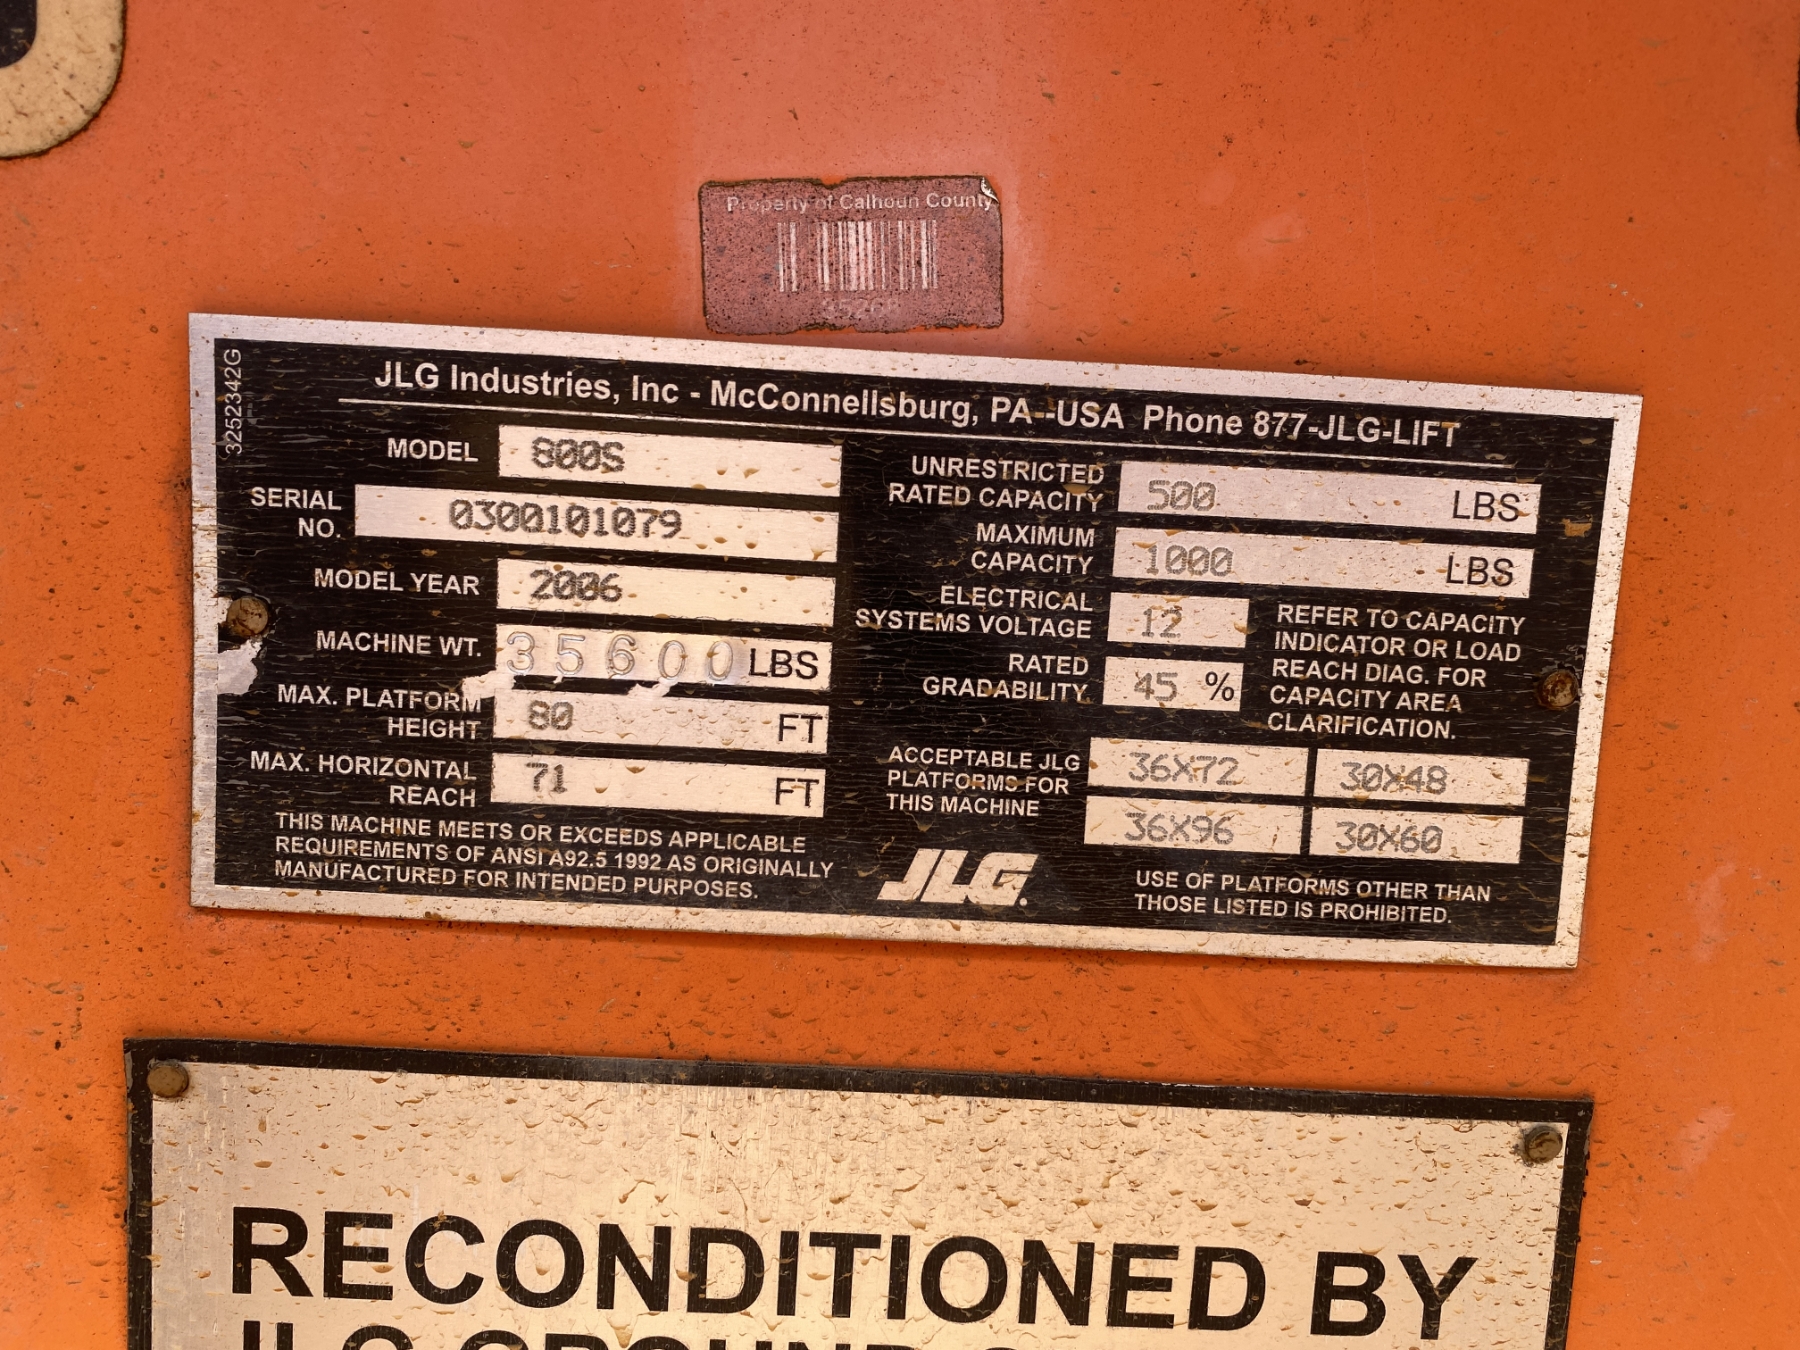 Property of Calhoun County
3252342G
JLG Industries, Inc - McConnellsburg, PA--USA Phone 877-JLG-LIFT
MODEL 800S
SERIAL NO. 0300101079
MODEL YEAR 2006
MACHINE WT. 35600 LBS
MAX. PLATFORM HEIGHT 80 FT
MAX. HORIZONTAL REACH 71 FT
THIS MACHINE MEETS OR EXCEEDS APPLICABLE
REQUIREMENTS OF ANSI A92.5 1992 AS ORIGINALLY
MANUFACTURED FOR INTENDED PURPOSES.
UNRESTRICTED RATED CAPACITY 500 LBS
MAXIMUM CAPACITY 1000 LBS
ELECTRICAL SYSTEMS VOLTAGE 12
RATED GRADABILITY. 45 %
REFER TO CAPACITY
INDICATOR OR LOAD
REACH DIAG. FOR
CAPACITY AREA
CLARIFICATION.
ACCEPTABLE JLG
PLATFORMS FOR
THIS MACHINE
36X72 30X48
36X96 30X60
JLG.
USE OF PLATFORMS OTHER THAN
THOSE LISTED IS PROHIBITED.
RECONDITIONED BY
JLG GROUND